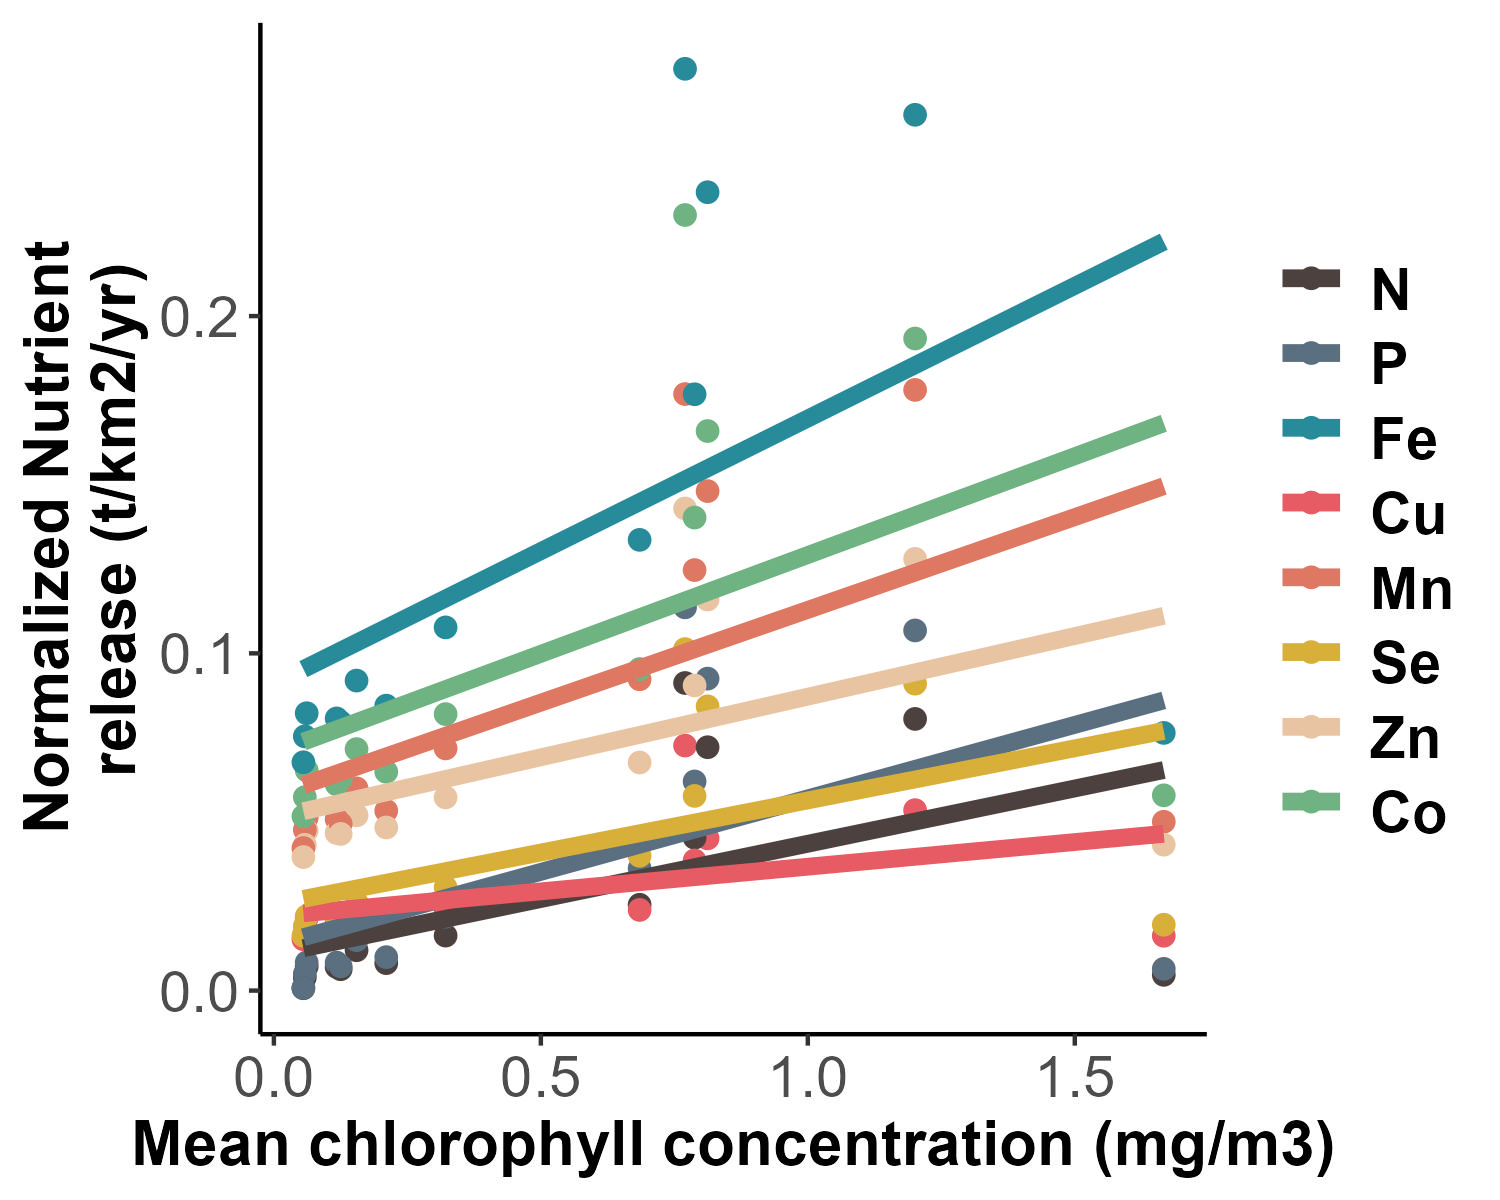 Normalized Nutrient
release (t/km2/yr)
0.2
0.1
0.0
0.0 0.5 1.0 1.5
Mean chlorophyll concentration (mg/m3)
N
P
Fe
Cu
Mn
Se
Zn
Co